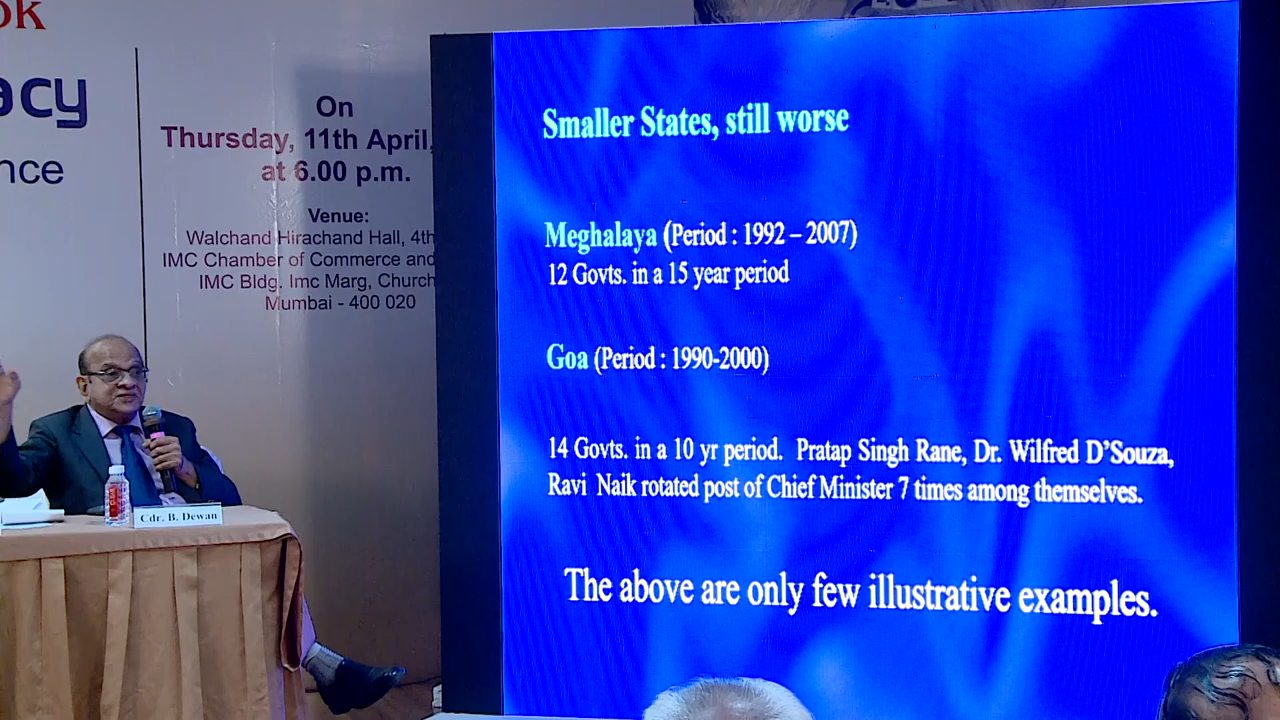 ok
acy
nce
On
Thursday, 11th April,
at 6.00 p.m.
Venue:
Walchand Hirachand Hall, 4th
IMC Chamber of Commerce and
IMC Bldg. Imc Marg, Church
Mumbai - 400 020
Cdr. B. Dewan
Smaller States, still worse
Meghalaya (Period : 1992 – 2007)
12 Govts. in a 15 year period
Goa (Period : 1990-2000)
14 Govts. in a 10 yr period. Pratap Singh Rane, Dr. Wilfred D’Souza,
Ravi Naik rotated post of Chief Minister 7 times among themselves.
The above are only few illustrative examples.